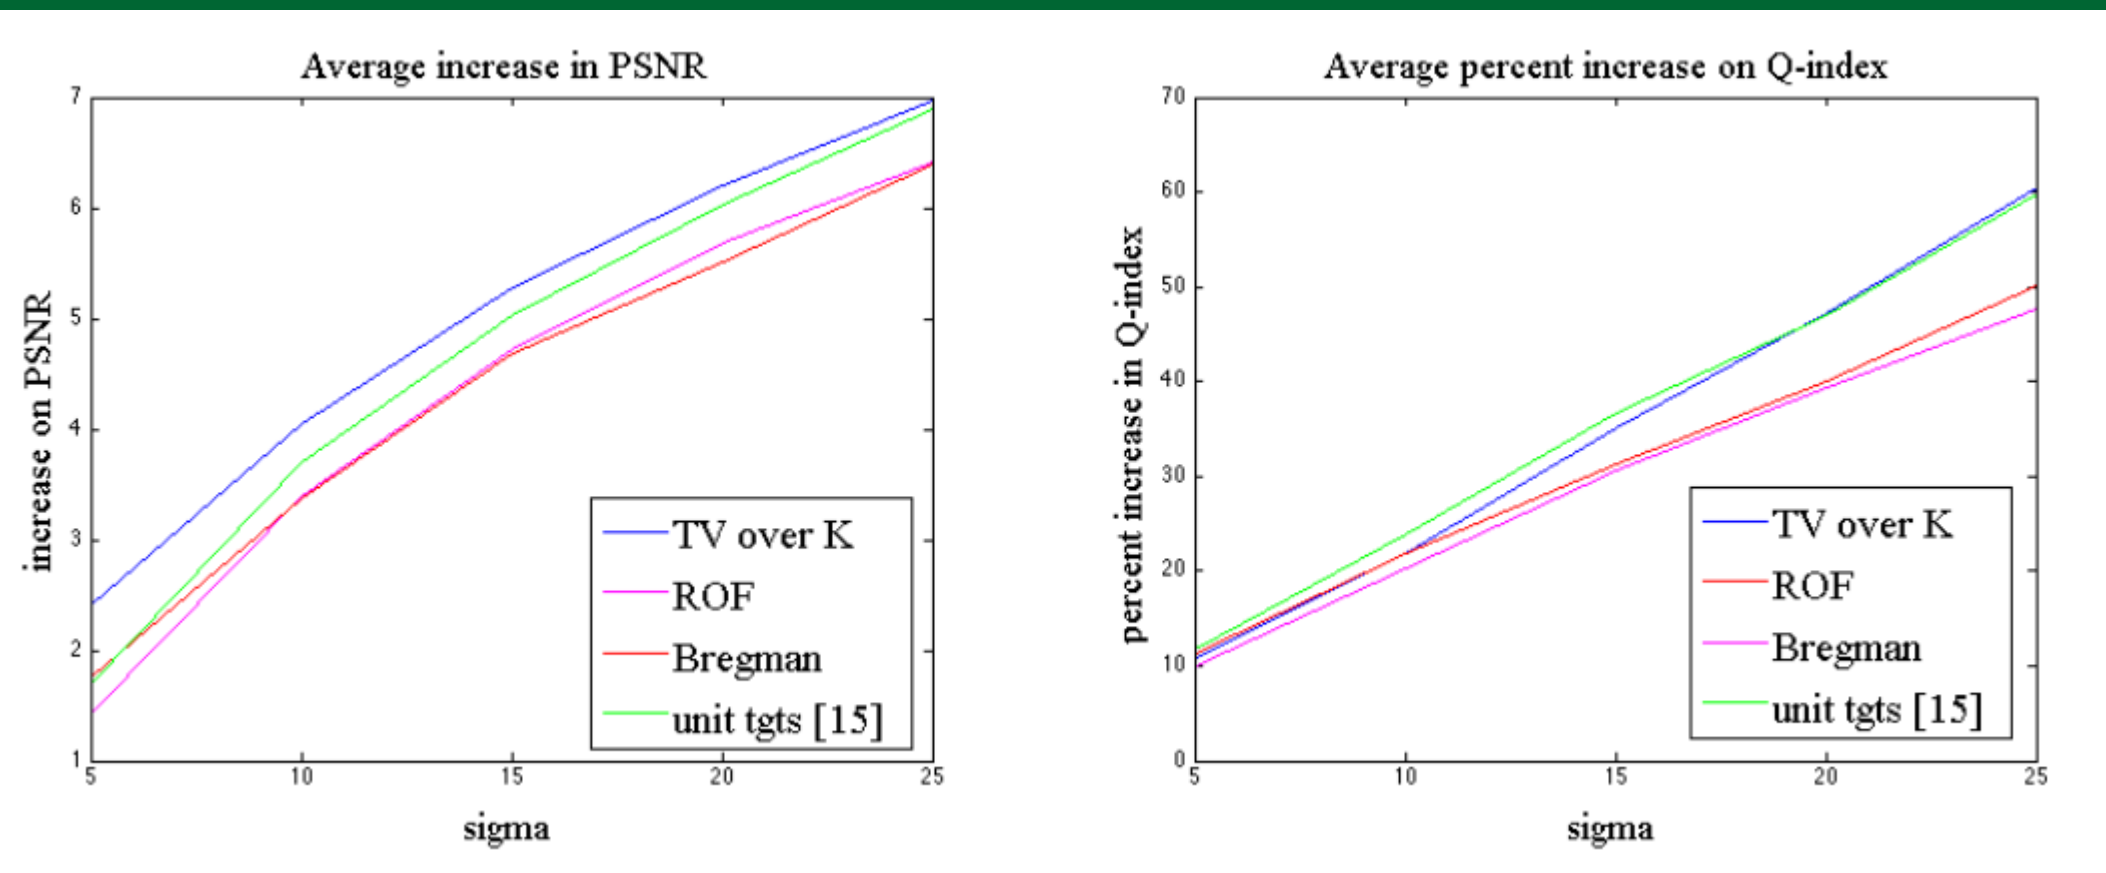 Average increase in PSNR
7
6
5
4
3
2
1
increase on PSNR
TV over K
ROF
Bregman
unit tgts [15]
5 10 15 20 25
sigma
Average percent increase on Q-index
70
60
50
40
30
20
10
0
percent increase in Q-index
TV over K
ROF
Bregman
unit tgts [15]
5 10 15 20 25
sigma